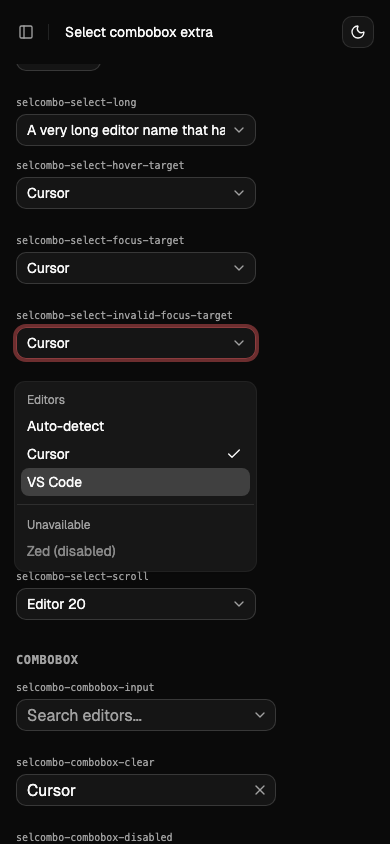 Select combobox extra
selcombo-select-long
A very long editor name that ha
selcombo-select-hover-target
Cursor
selcombo-select-focus-target
Cursor
selcombo-select-invalid-focus-target
Cursor
Editors
Auto-detect
Cursor
VS Code
Unavailable
Zed (disabled)
selcombo-select-scroll
Editor 20
COMBOBOX
selcombo-combobox-input
Search editors...
selcombo-combobox-clear
Cursor
selcombo-combobox-disabled